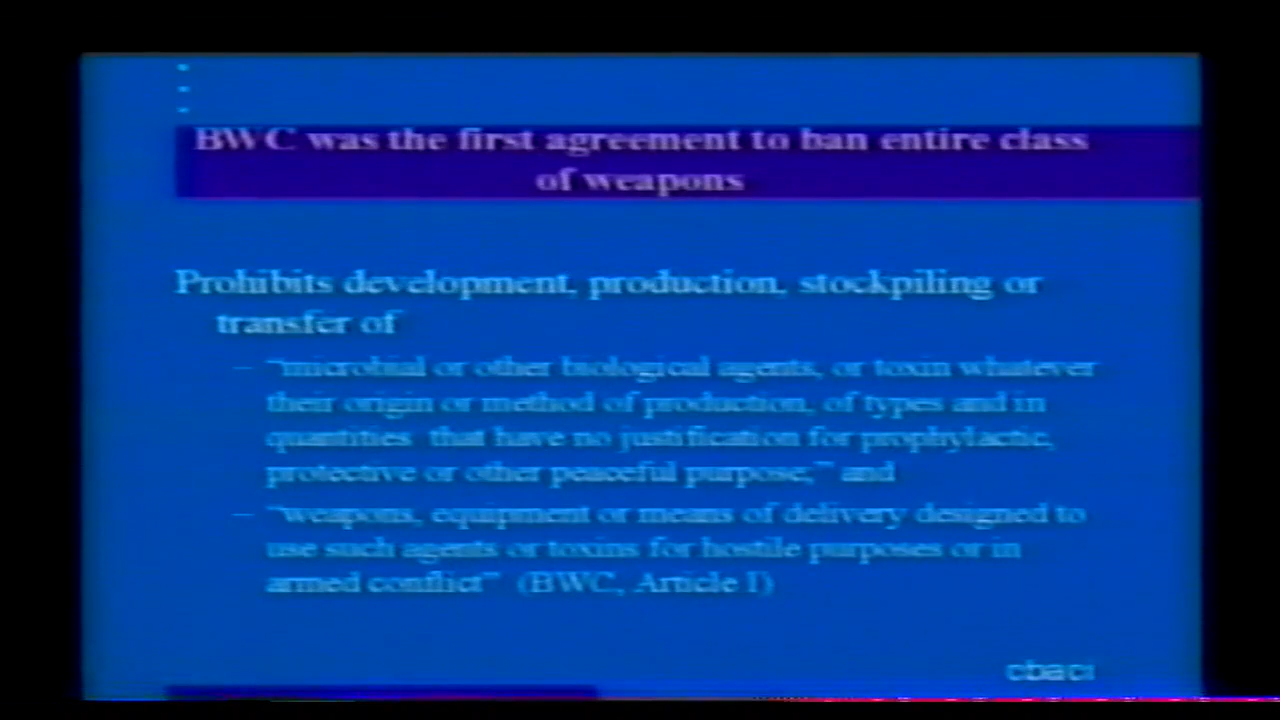 BWC was the first agreement to ban entire class
of weapons
Prohibits development, production, stockpiling or
transfer of
– “microbial or other biological agents, or toxin whatever
their origin or method of production, of types and in
quantities that have no justification for prophylactic,
protective or other peaceful purpose;” and
– “weapons, equipment or means of delivery designed to
use such agents or toxins for hostile purposes or in
armed conflict” (BWC, Article I)
cbaci